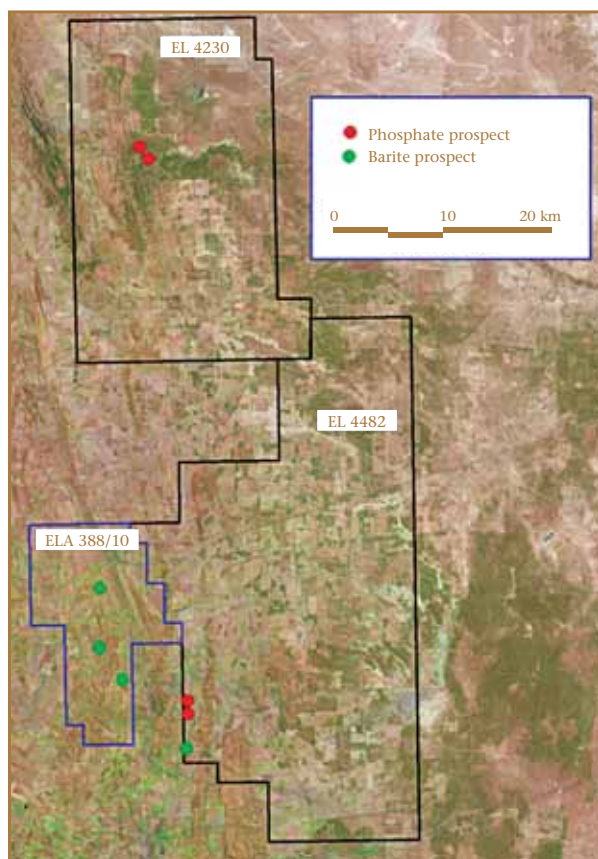 EL 4230
Phosphate prospect
Barite prospect
0 10 20 km
EL 4482
ELA 388/10